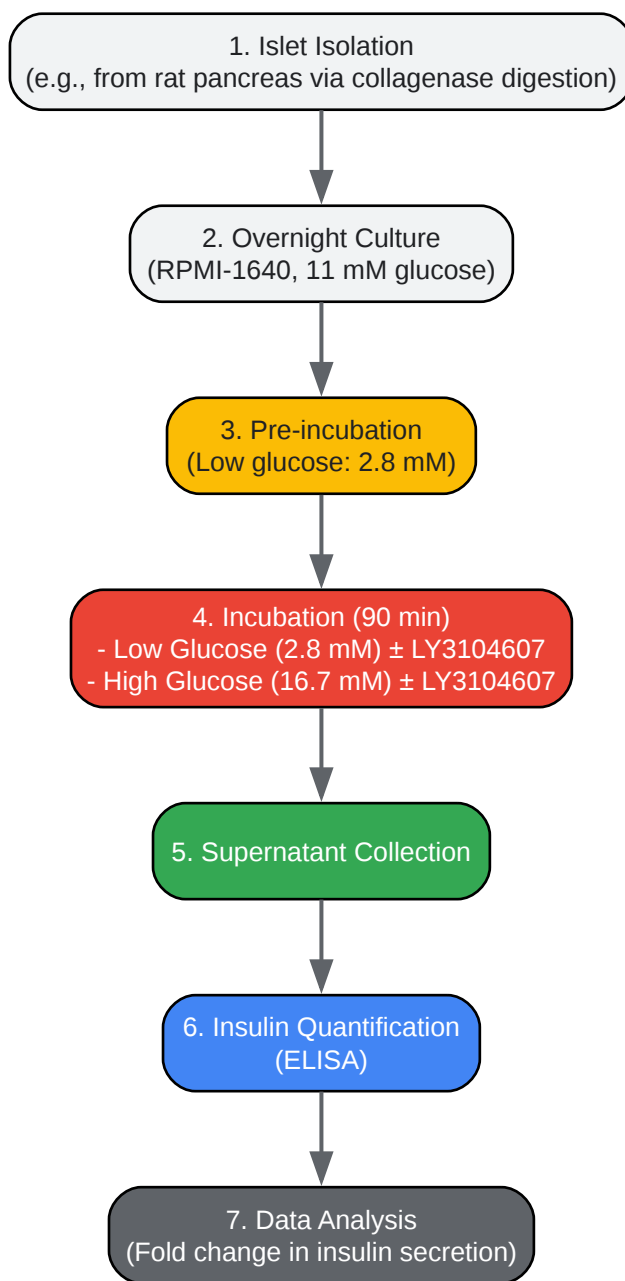 1. Islet Isolation
(e.g., from rat pancreas via collagenase digestion)
2. Overnight Culture
(RPMI-1640, 11 mM glucose)
3. Pre-incubation
(Low glucose: 2.8 mM)
4. Incubation (90 min)
- Low Glucose (2.8 mM) ± LY3104607
- High Glucose (16.7 mM) ± LY3104607
5. Supernatant Collection
6. Insulin Quantification
(ELISA)
7. Data Analysis
(Fold change in insulin secretion)